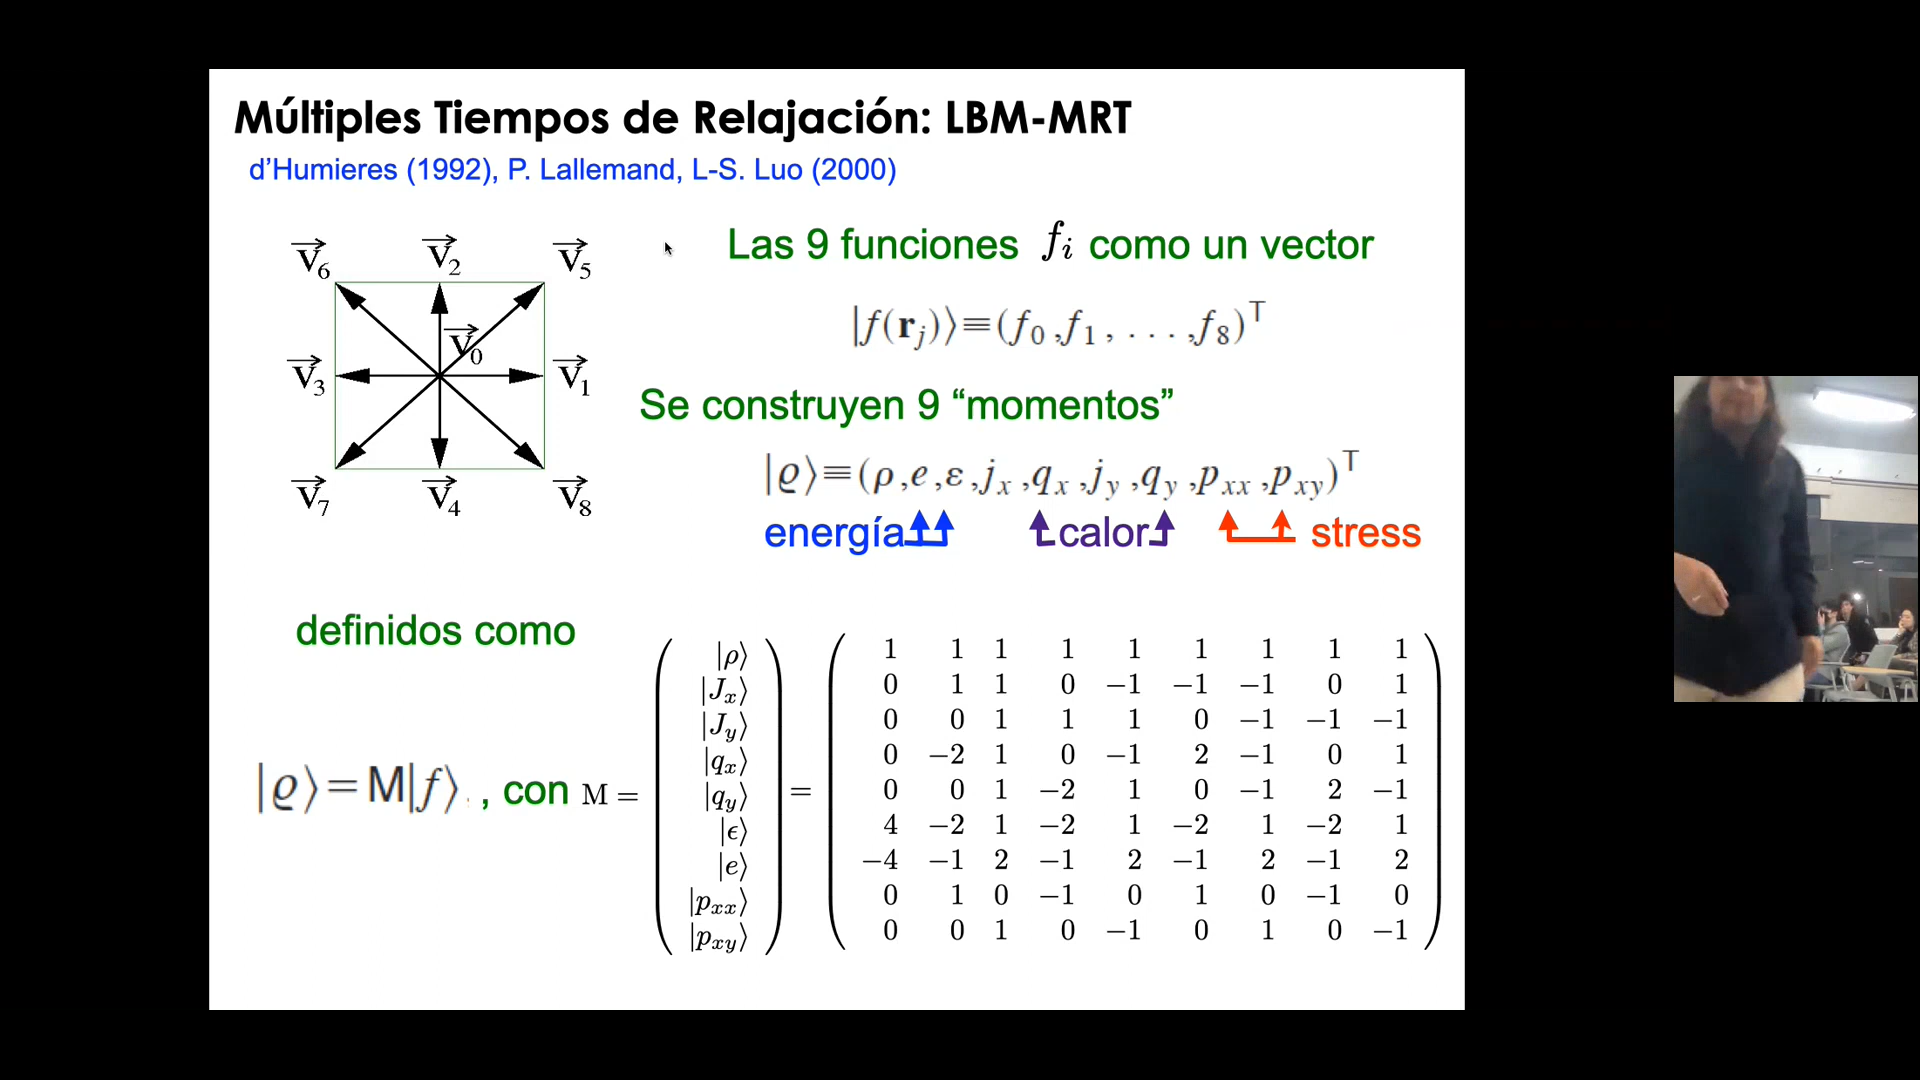 Múltiples Tiempos de Relajación: LBM-MRT
d’Humieres (1992), P. Lallemand, L-S. Luo (2000)
V6 V2 V5
V0
V3 V1
V7 V4 V8
Las 9 funciones fi como un vector
|f(rj)⟩≡(f0 ,f1 , . . . ,f8)⊤
Se construyen 9 “momentos”
|ϱ⟩≡(ρ ,e ,ε ,jx ,qx ,jy ,qy ,pxx ,pxy)⊤
energía calor stress
definidos como
|ϱ⟩=M|f⟩ , con M = =
|ρ⟩ 1 1 1 1 1 1 1 1 1
|Jx⟩ 0 1 1 0 −1 −1 −1 0 1
|Jy⟩ 0 0 1 1 1 0 −1 −1 −1
|qx⟩ 0 −2 1 0 −1 2 −1 0 1
|qy⟩ 0 0 1 −2 1 0 −1 2 −1
|ϵ⟩ 4 −2 1 −2 1 −2 1 −2 1
|e⟩ −4 −1 2 −1 2 −1 2 −1 2
|pxx⟩ 0 1 0 −1 0 1 0 −1 0
|pxy⟩ 0 0 1 0 −1 0 1 0 −1